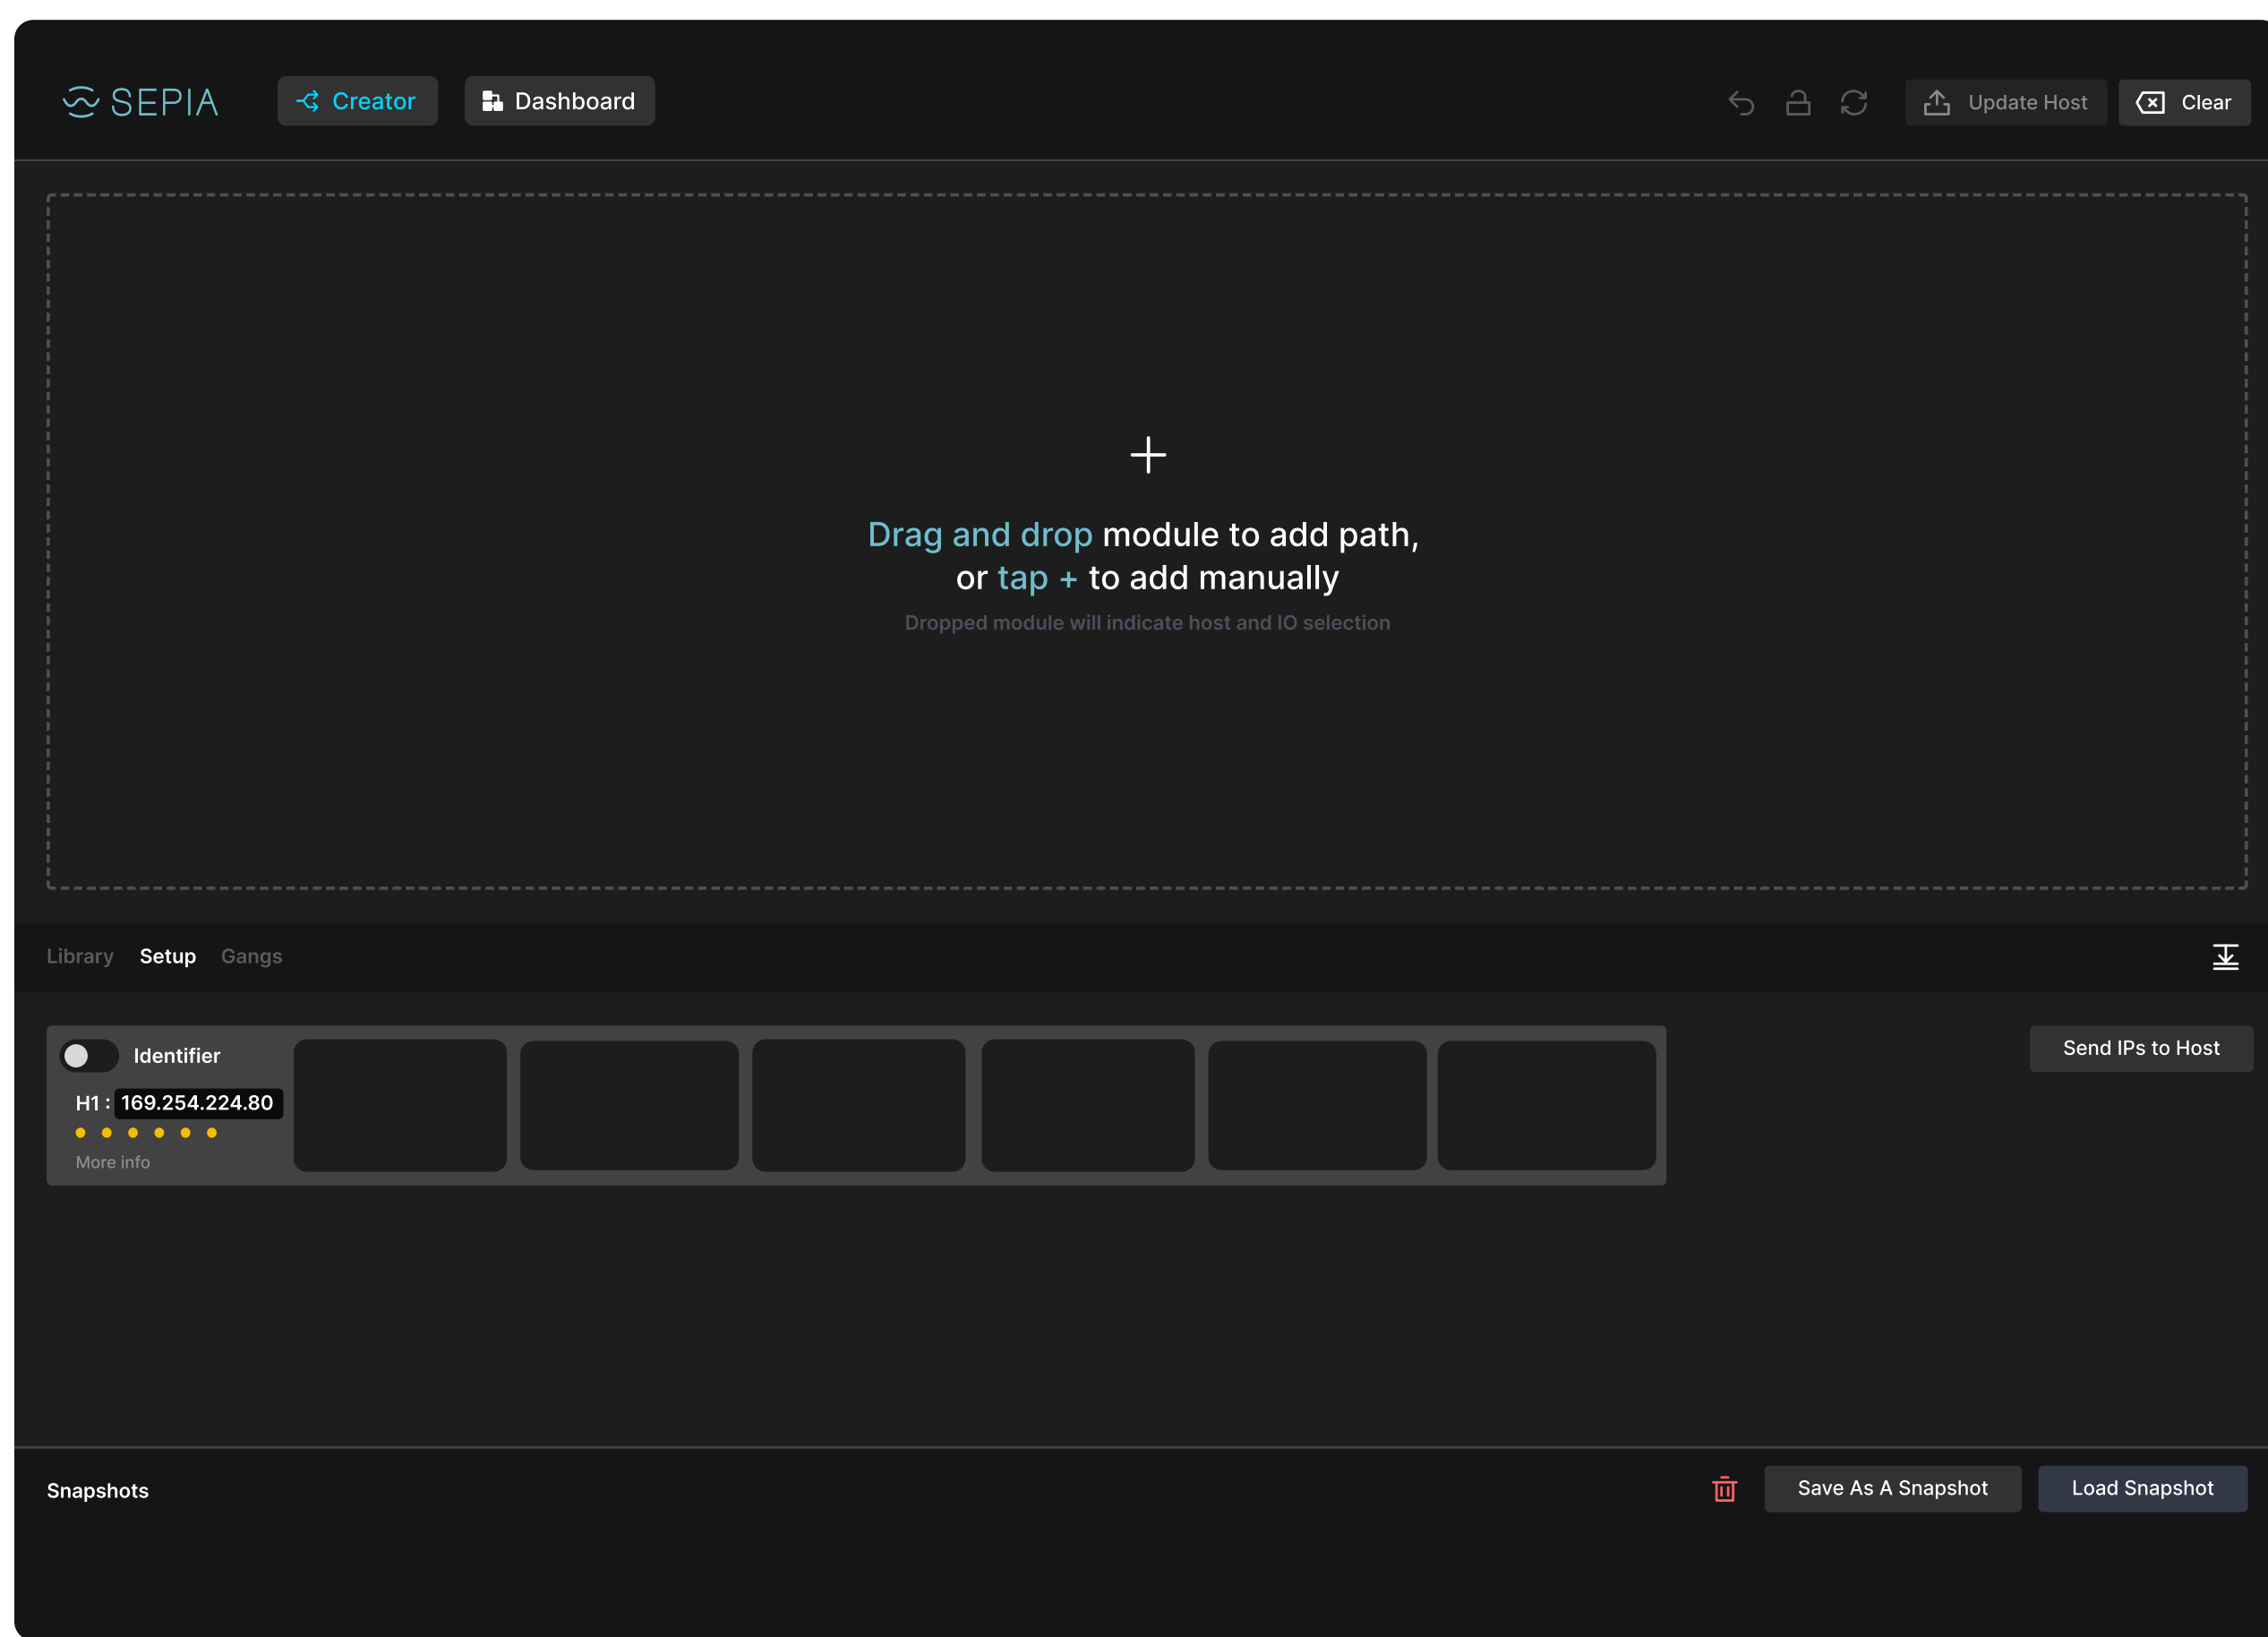 SEPIA
Creator
Dashboard
Update Host
Clear
Drag and drop module to add path,
or tap + to add manually
Dropped module will indicate host and IO selection
Library
Setup
Gangs
Identifier
Send IPs to Host
H1 : 169.254.224.80
More info
Snapshots
Save As A Snapshot
Load Snapshot